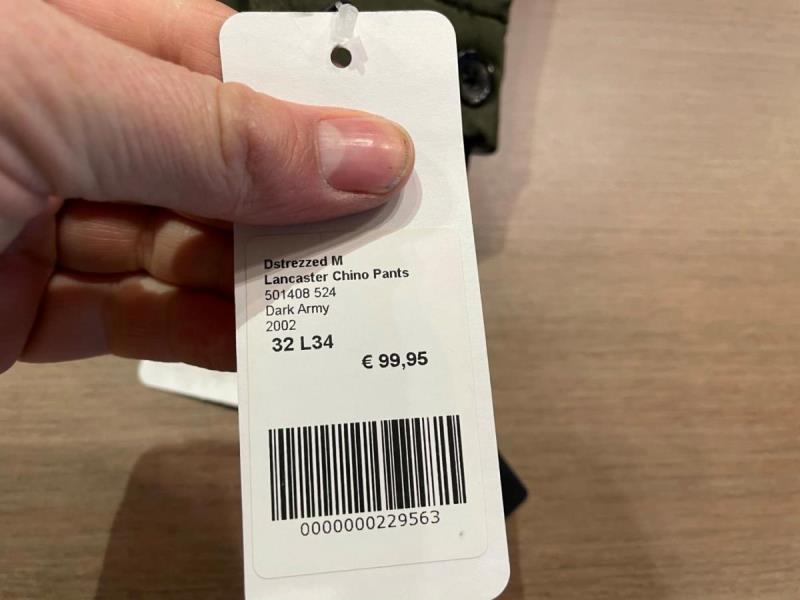 Dstrezzed M
Lancaster Chino Pants
501408 524
Dark Army
2002
32 L34
€ 99,95
0000000229563